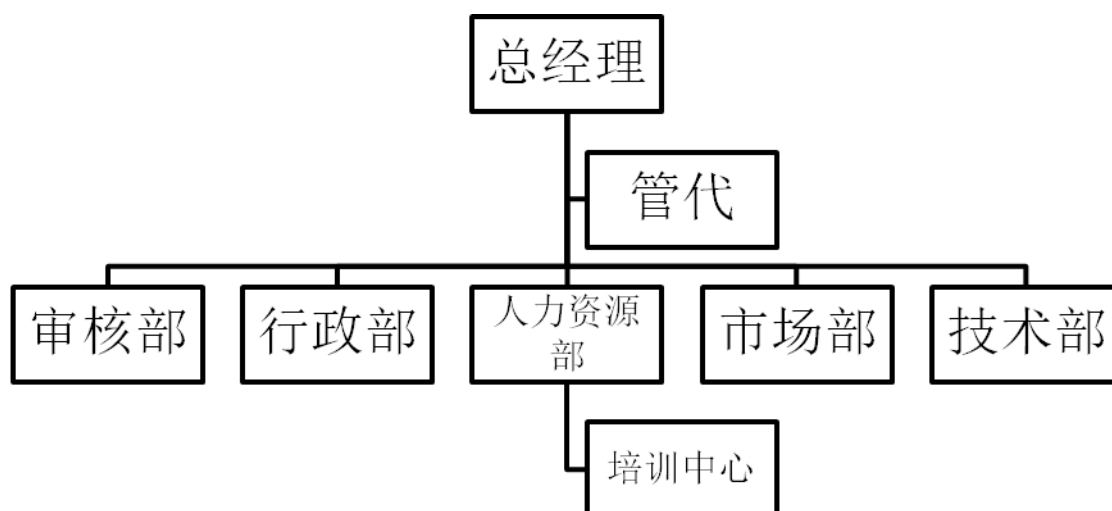 总经理
管代
审核部
行政部
人力资源
部
市场部
技术部
培训中心